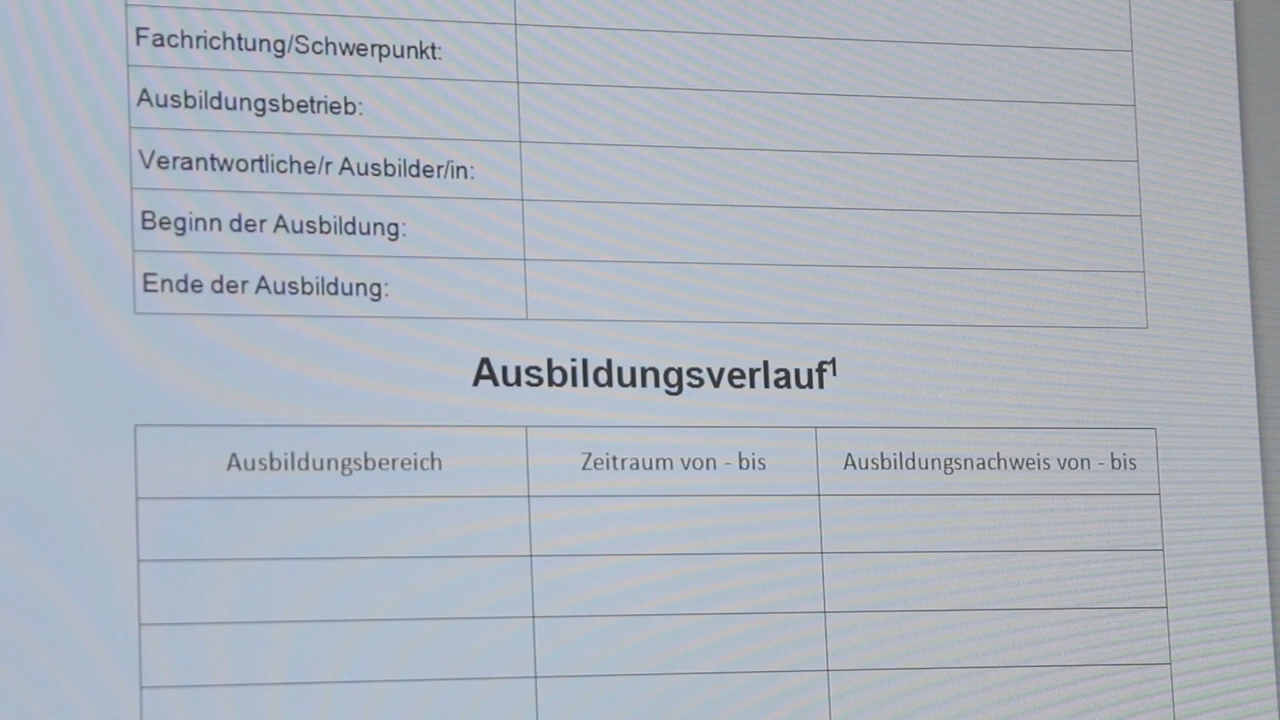 Fachrichtung/Schwerpunkt:
Ausbildungsbetrieb:
Verantwortliche/r Ausbilder/in:
Beginn der Ausbildung:
Ende der Ausbildung:
Ausbildungsverlauf¹
Ausbildungsbereich Zeitraum von - bis Ausbildungsnachweis von - bis